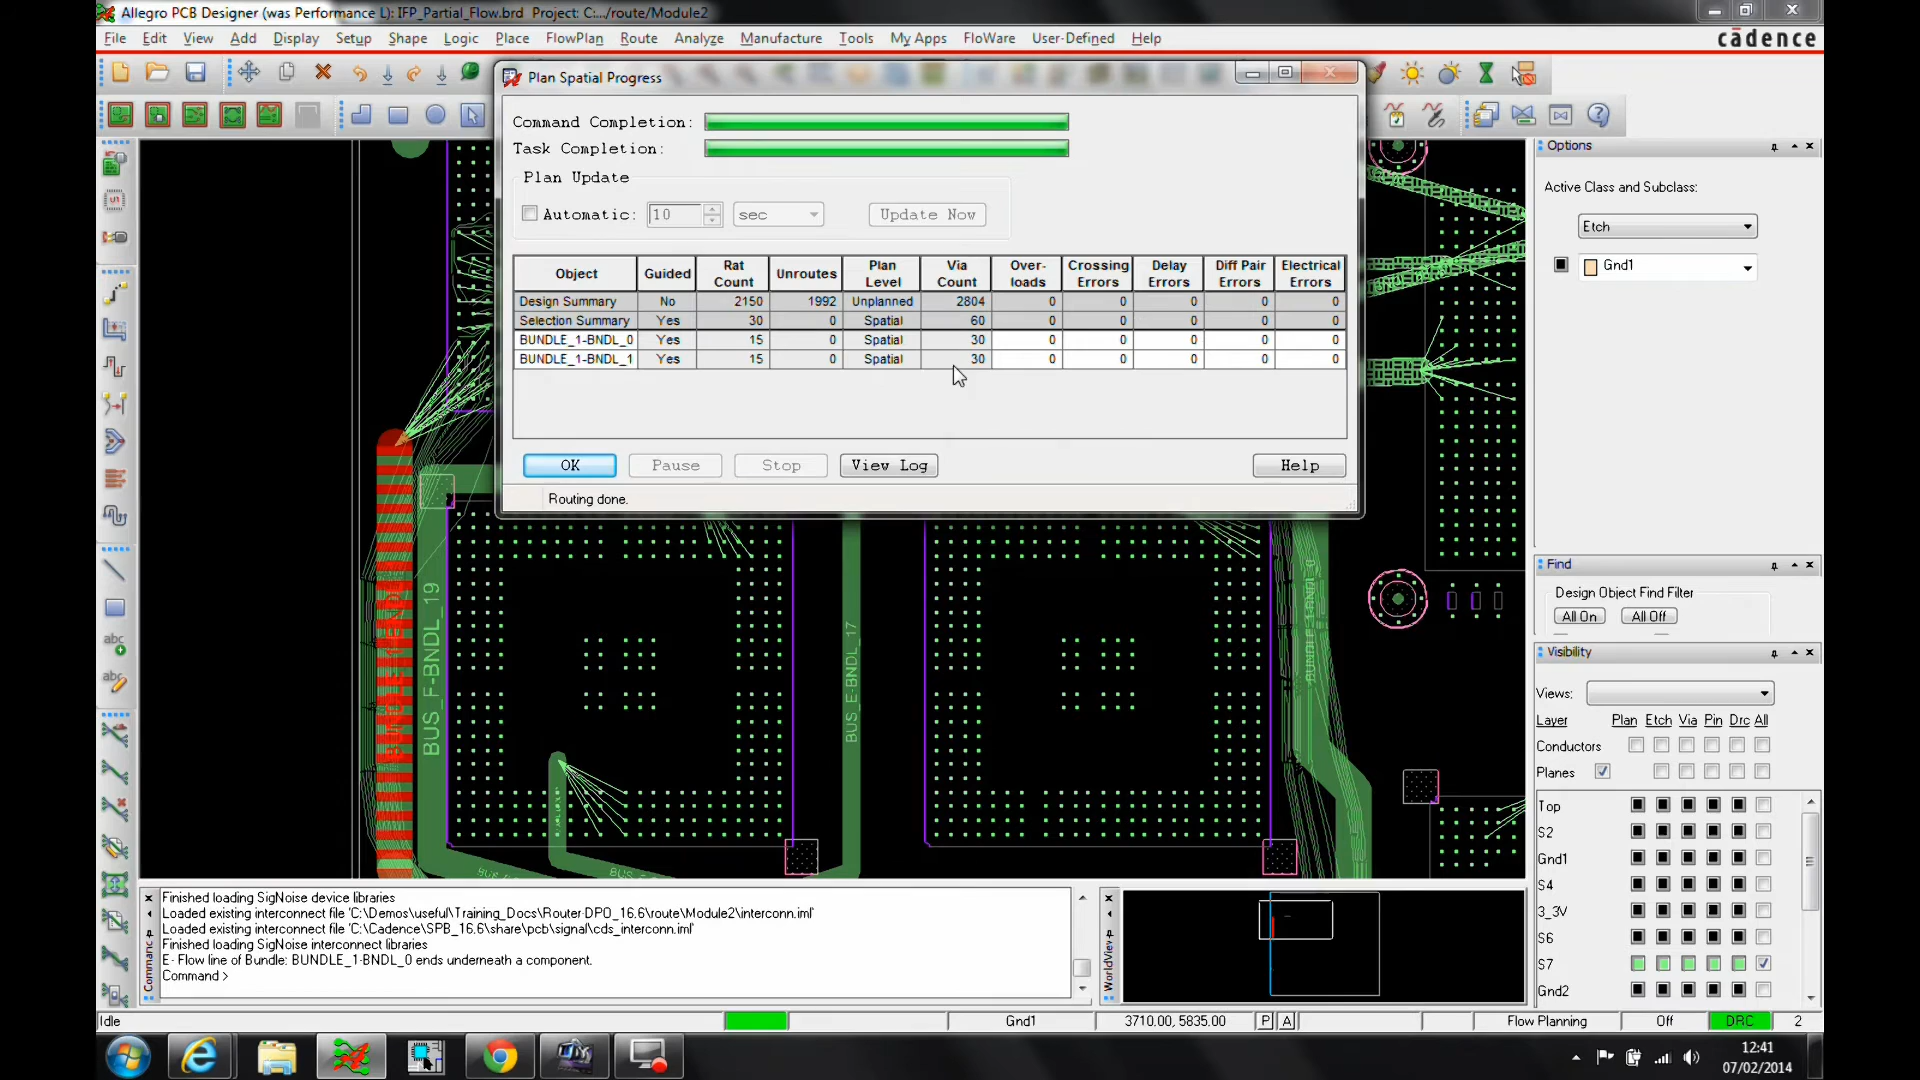 Allegro PCB Designer (was Performance L): IFP_Partial_Flow.brd  Project: C:.../route/Module2
File Edit View Add Display Setup Shape Logic Place FlowPlan Route Analyze Manufacture Tools My Apps FloWare User-Defined Help
cādence
Plan Spatial Progress
Command Completion:
Task Completion:
Plan Update
Automatic: 10 sec Update Now
Object Guided Rat Count Unroutes Plan Level Via Count Over-loads Crossing Errors Delay Errors Diff Pair Errors Electrical Errors
Design Summary No 2150 1992 Unplanned 2804 0 0 0 0 0
Selection Summary Yes 30 0 Spatial 60 0 0 0 0 0
BUNDLE_1-BNDL_0 Yes 15 0 Spatial 30 0 0 0 0 0
BUNDLE_1-BNDL_1 Yes 15 0 Spatial 30 0 0 0 0 0
OK Pause Stop View Log Help
Routing done.
Options
Active Class and Subclass:
Etch
Gnd1
Find
Design Object Find Filter
All On All Off
Visibility
Views:
Layer Plan Etch Via Pin Drc All
Conductors
Planes
Top
S2
Gnd1
S4
3_3V
S6
S7
Gnd2
BUS_F-BNDL_19
BUS_E-BNDL_17
Finished loading SigNoise device libraries
Loaded existing interconnect file 'C:\Demos\useful\Training_Docs\Router-DPO_16.6\route\Module2\interconn.iml'
Loaded existing interconnect file 'C:\Cadence\SPB_16.6\share\pcb\signal\cds_interconn.iml'
Finished loading SigNoise interconnect libraries
E- Flow line of Bundle: BUNDLE_1-BNDL_0 ends underneath a component.
Command >
WorldView
Idle Gnd1 3710.00, 5835.00 P A Flow Planning Off DRC 2
12:41
07/02/2014